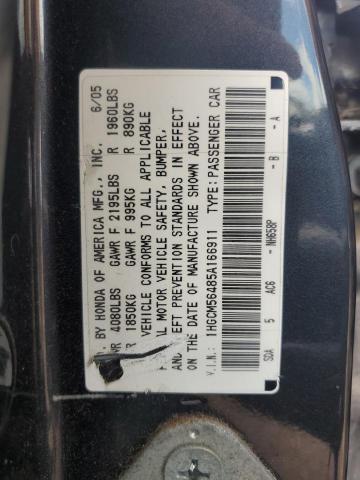 . BY HONDA OF AMERICA MFG., INC. 6/05
WR 4080LBS GAWR F 2195LBS R 1960LBS
1850KG GAWR F 995KG R 890KG
VEHICLE CONFORMS TO ALL APPLICABLE
AL MOTOR VEHICLE SAFETY, BUMPER,
AND EFT PREVENTION STANDARDS IN EFFECT
ON THE DATE OF MANUFACTURE SHOWN ABOVE.
V.I.N.: 1HGCM56485A166911 TYPE: PASSENGER CAR
SDA 5 AC6 NH658P - B - A